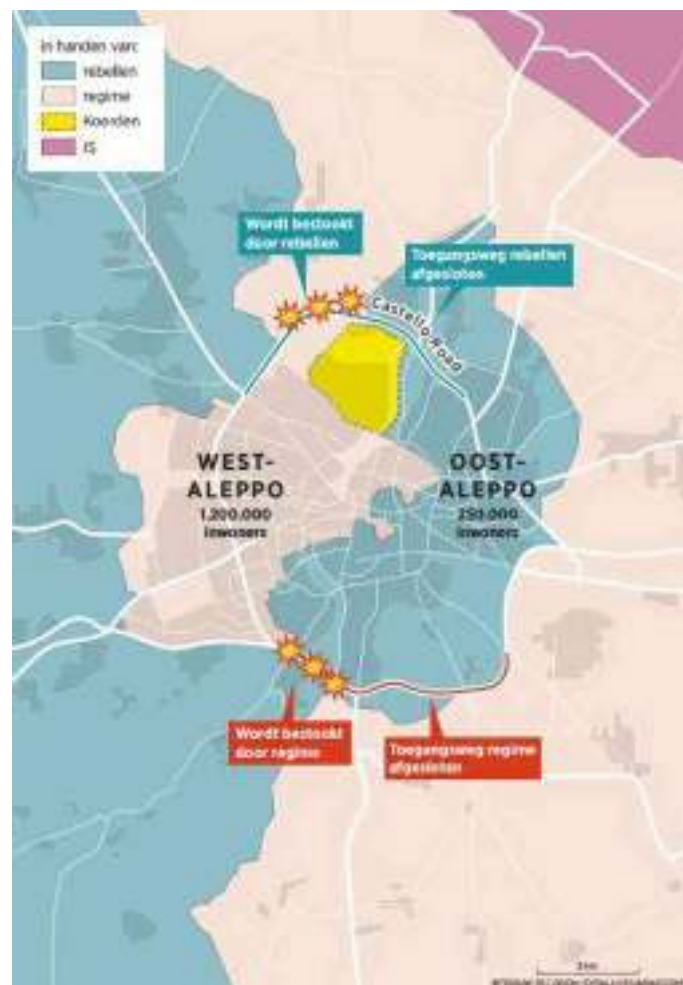 in handen van:
rebellen
regime
Koerden
IS
Wordt bestookt
door rebellen
Toegangsweg rebellen
afgesloten
Castello Road
WEST-
ALEPPO
1.200.000
inwoners
OOST-
ALEPPO
250.000
inwoners
Wordt bestookt
door regime
Toegangsweg regime
afgesloten